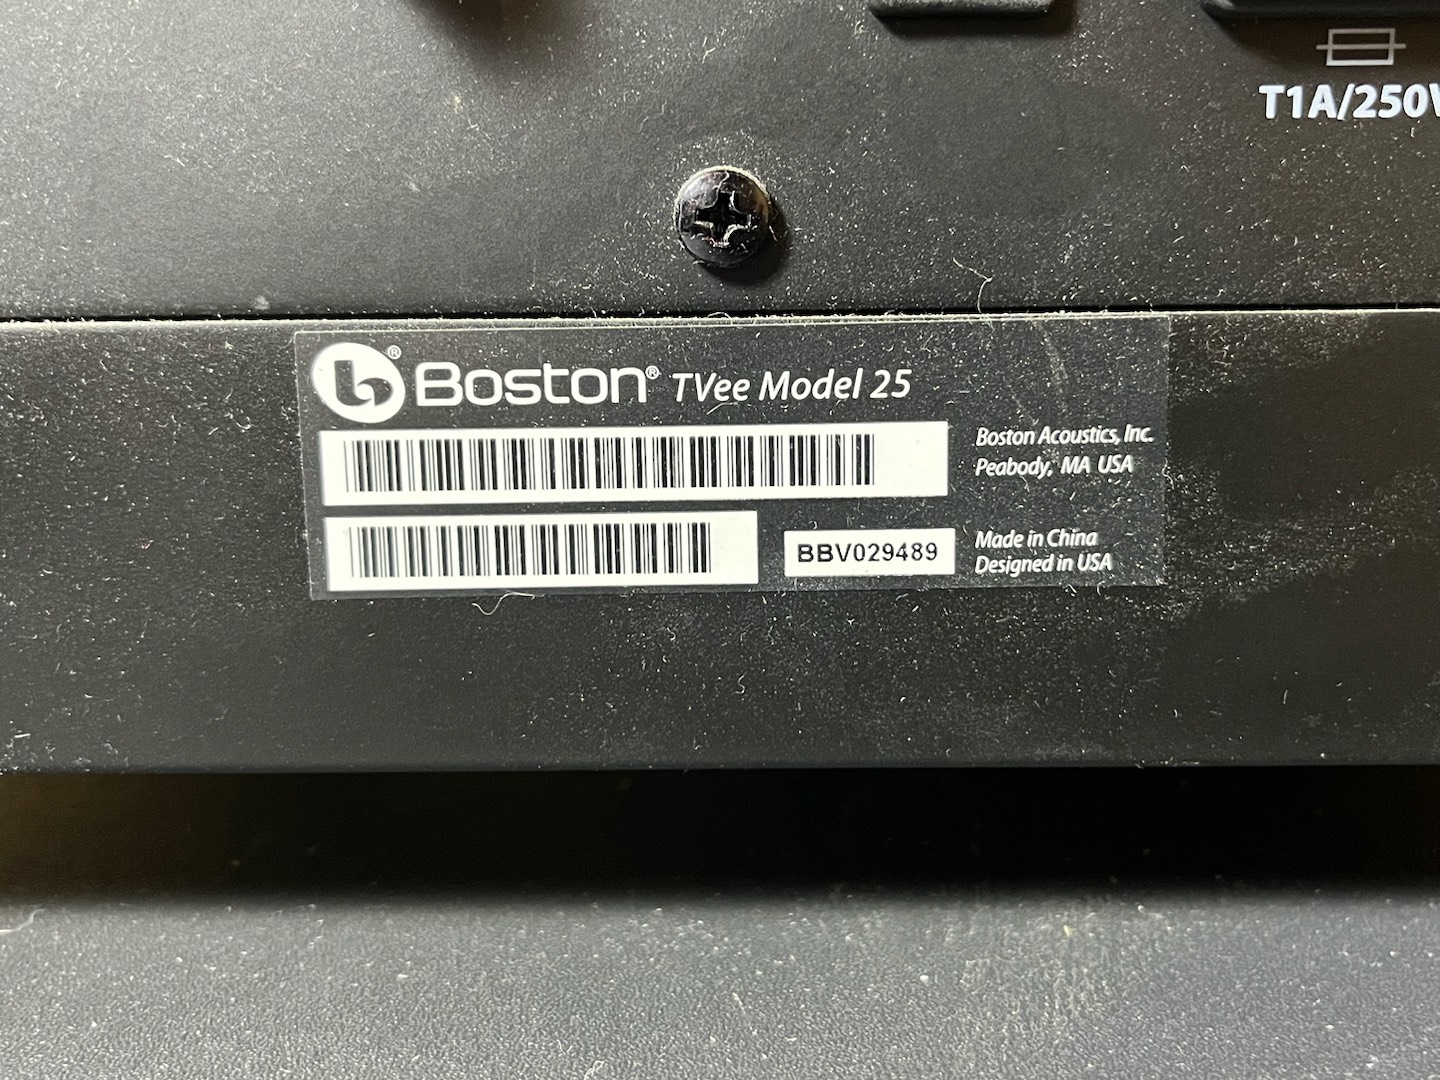 T1A/250V
Boston® TVee Model 25
Boston Acoustics, Inc.
Peabody, MA USA
BBV029489
Made in China
Designed in USA